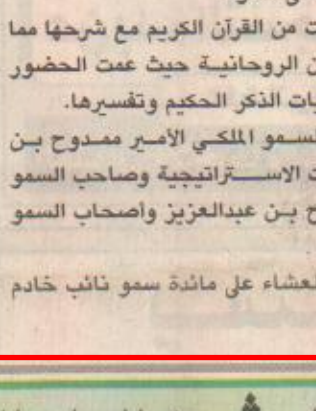 ت من القرآن الكريم مع شرحها مما
ن الروحانية حيث عمت الحضور
يات الذكر الحكيم وتفسيرها.
لسمو الملكي الأمير ممدوح بن
ت الاستراتيجية وصاحب السمو
ح بن عبدالعزيز وأصحاب السمو
لعشاء على مائدة سمو نائب خادم